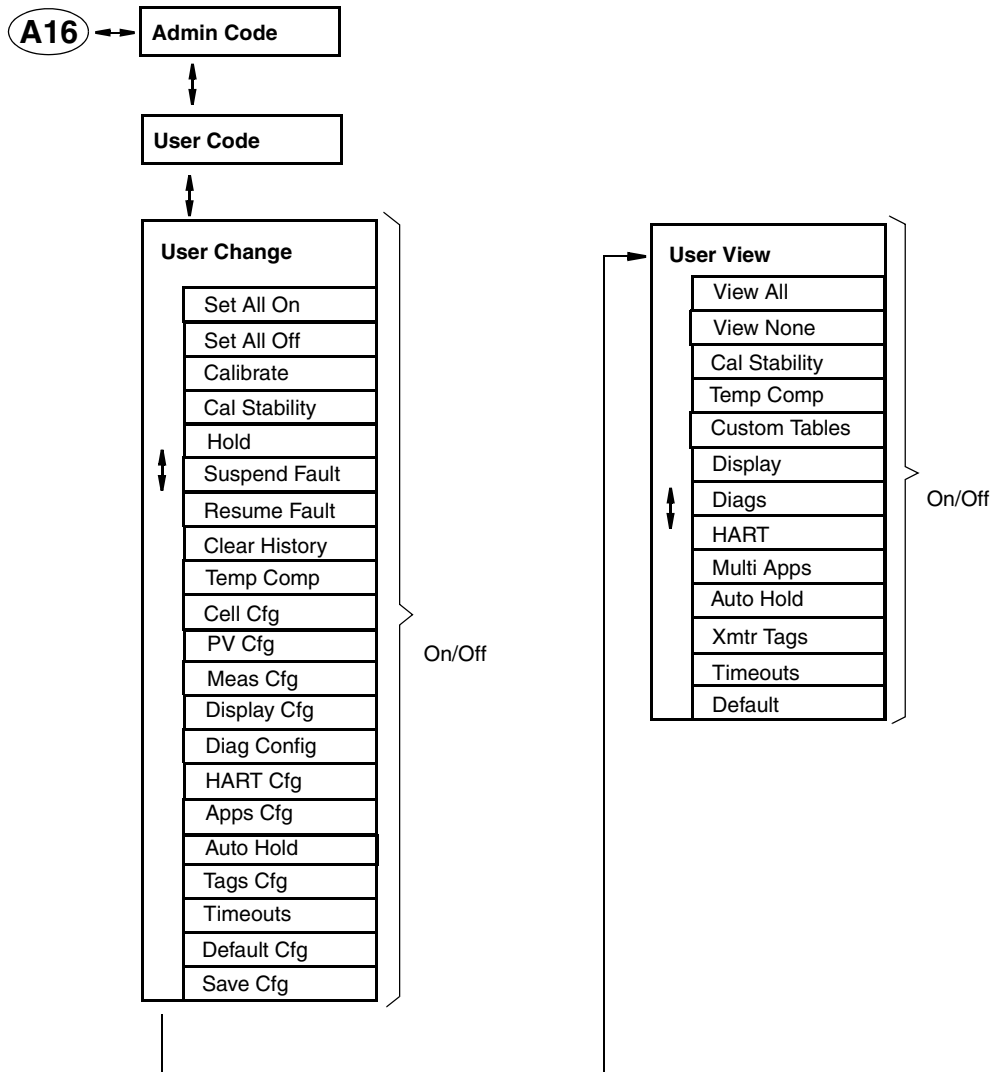 A16
Admin Code
User Code
User Change
Set All On
Set All Off
Calibrate
Cal Stability
Hold
Suspend Fault
Resume Fault
Clear History
Temp Comp
Cell Cfg
PV Cfg
Meas Cfg
Display Cfg
Diag Config
HART Cfg
Apps Cfg
Auto Hold
Tags Cfg
Timeouts
Default Cfg
Save Cfg
On/Off
User View
View All
View None
Cal Stability
Temp Comp
Custom Tables
Display
Diags
HART
Multi Apps
Auto Hold
Xmtr Tags
Timeouts
Default
On/Off